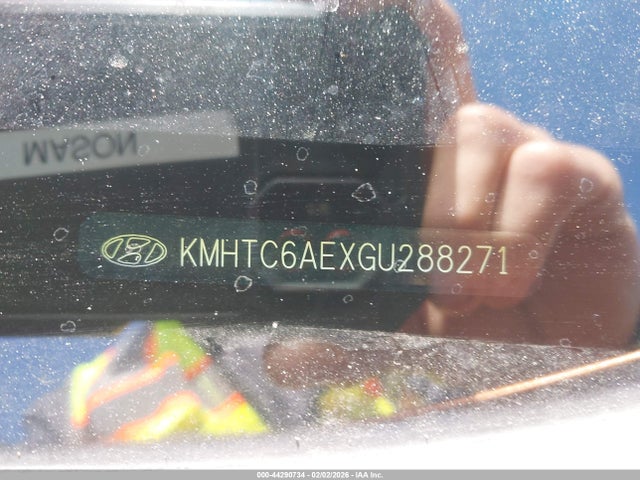 MASON
KMHTC6AEXGU288271
000-44290734 - 02/02/2026 - IAA Inc.